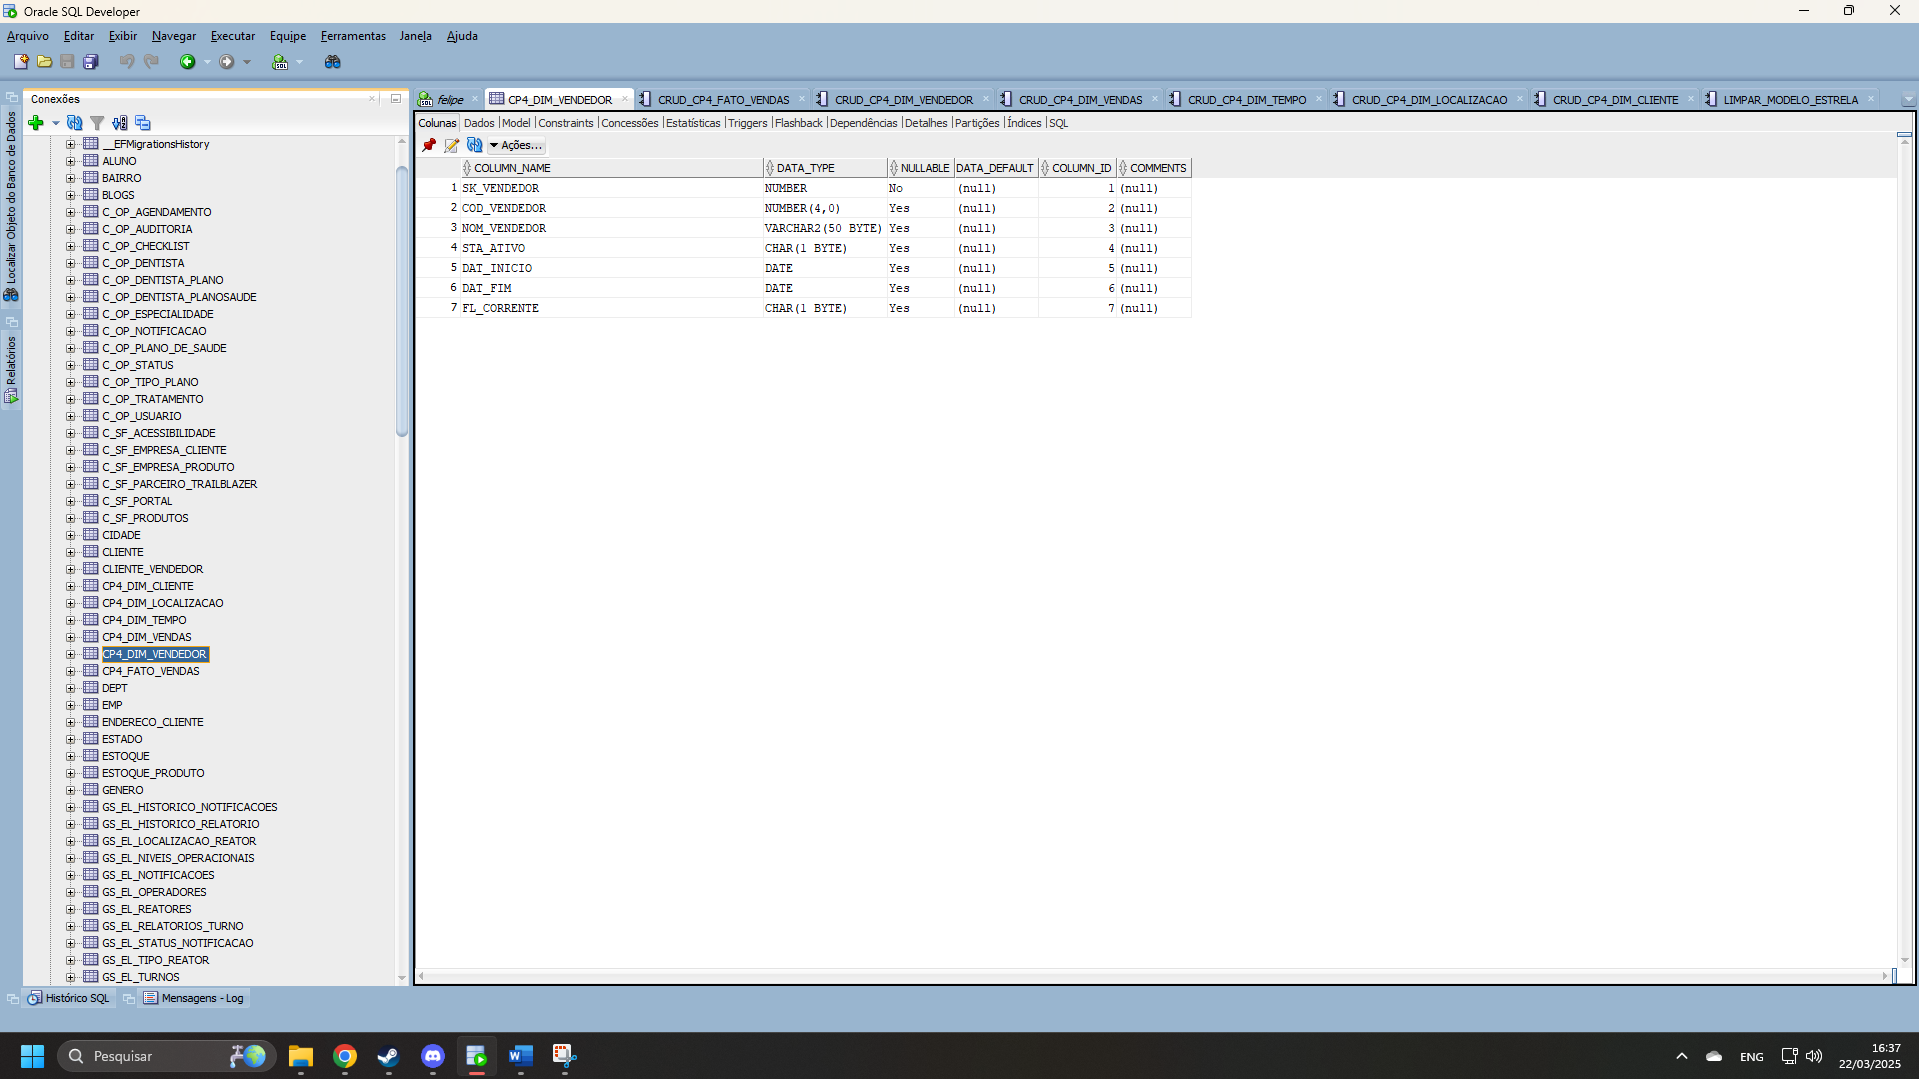 Oracle SQL Developer
Arquivo Editar Exibir Navegar Executar Equipe Ferramentas Janela Ajuda
Localizar Objeto do Banco de Dados
Relatórios
Conexões
__EFMigrationsHistory
ALUNO
BAIRRO
BLOGS
C_OP_AGENDAMENTO
C_OP_AUDITORIA
C_OP_CHECKLIST
C_OP_DENTISTA
C_OP_DENTISTA_PLANO
C_OP_DENTISTA_PLANOSAUDE
C_OP_ESPECIALIDADE
C_OP_NOTIFICACAO
C_OP_PLANO_DE_SAUDE
C_OP_STATUS
C_OP_TIPO_PLANO
C_OP_TRATAMENTO
C_OP_USUARIO
C_SF_ACESSIBILIDADE
C_SF_EMPRESA_CLIENTE
C_SF_EMPRESA_PRODUTO
C_SF_PARCEIRO_TRAILBLAZER
C_SF_PORTAL
C_SF_PRODUTOS
CIDADE
CLIENTE
CLIENTE_VENDEDOR
CP4_DIM_CLIENTE
CP4_DIM_LOCALIZACAO
CP4_DIM_TEMPO
CP4_DIM_VENDAS
CP4_DIM_VENDEDOR
CP4_FATO_VENDAS
DEPT
EMP
ENDERECO_CLIENTE
ESTADO
ESTOQUE
ESTOQUE_PRODUTO
GENERO
GS_EL_HISTORICO_NOTIFICACOES
GS_EL_HISTORICO_RELATORIO
GS_EL_LOCALIZACAO_REATOR
GS_EL_NIVEIS_OPERACIONAIS
GS_EL_NOTIFICACOES
GS_EL_OPERADORES
GS_EL_REATORES
GS_EL_RELATORIOS_TURNO
GS_EL_STATUS_NOTIFICACAO
GS_EL_TIPO_REATOR
GS_EL_TURNOS
felipe CP4_DIM_VENDEDOR CRUD_CP4_FATO_VENDAS CRUD_CP4_DIM_VENDEDOR CRUD_CP4_DIM_VENDAS CRUD_CP4_DIM_TEMPO CRUD_CP4_DIM_LOCALIZACAO CRUD_CP4_DIM_CLIENTE LIMPAR_MODELO_ESTRELA
Colunas Dados |Model |Constraints |Concessões |Estatísticas |Triggers |Flashback |Dependências |Detalhes |Partições |Índices |SQL
Ações...
COLUMN_NAME DATA_TYPE NULLABLE DATA_DEFAULT COLUMN_ID COMMENTS
1 SK_VENDEDOR NUMBER No (null) 1 (null)
2 COD_VENDEDOR NUMBER(4,0) Yes (null) 2 (null)
3 NOM_VENDEDOR VARCHAR2(50 BYTE) Yes (null) 3 (null)
4 STA_ATIVO CHAR(1 BYTE) Yes (null) 4 (null)
5 DAT_INICIO DATE Yes (null) 5 (null)
6 DAT_FIM DATE Yes (null) 6 (null)
7 FL_CORRENTE CHAR(1 BYTE) Yes (null) 7 (null)
Histórico SQL Mensagens - Log
Pesquisar
ENG
16:37
22/03/2025